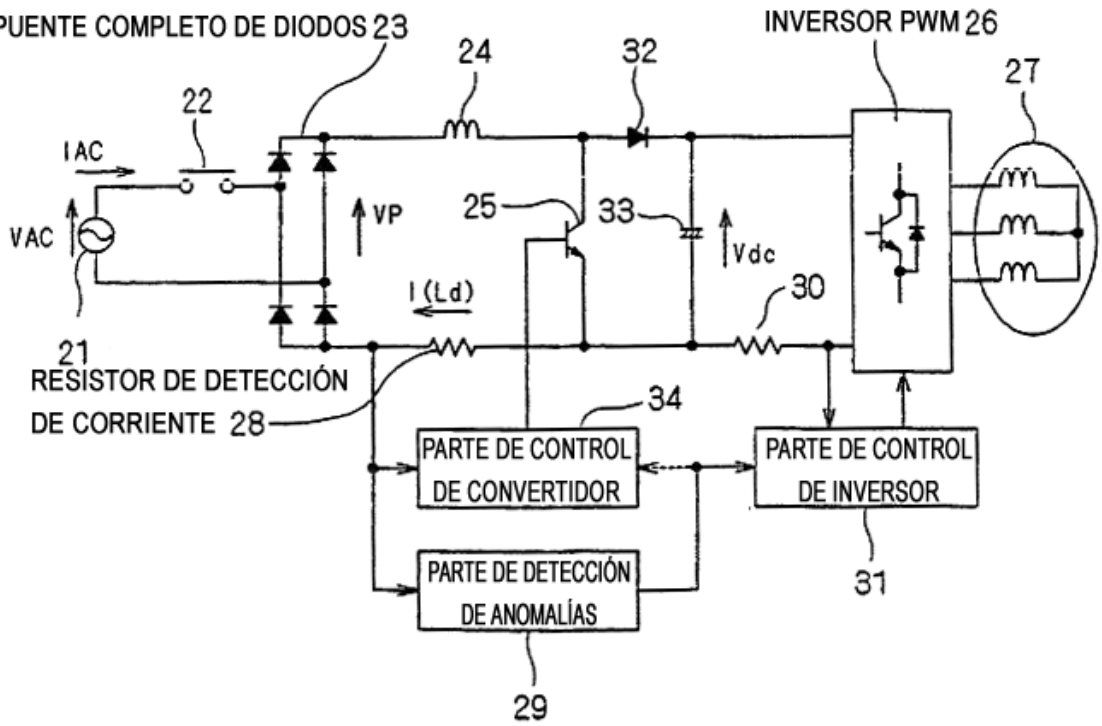 PUENTE COMPLETO DE DIODOS 23
INVERSOR PWM 26
24
32
27
22
IAC
25
33
VP
VAC
Vdc
30
I(Ld)
21
RESISTOR DE DETECCIÓN
DE CORRIENTE 28
34
PARTE DE CONTROL
DE CONVERTIDOR
PARTE DE CONTROL
DE INVERSOR
31
PARTE DE DETECCIÓN
DE ANOMALÍAS
29